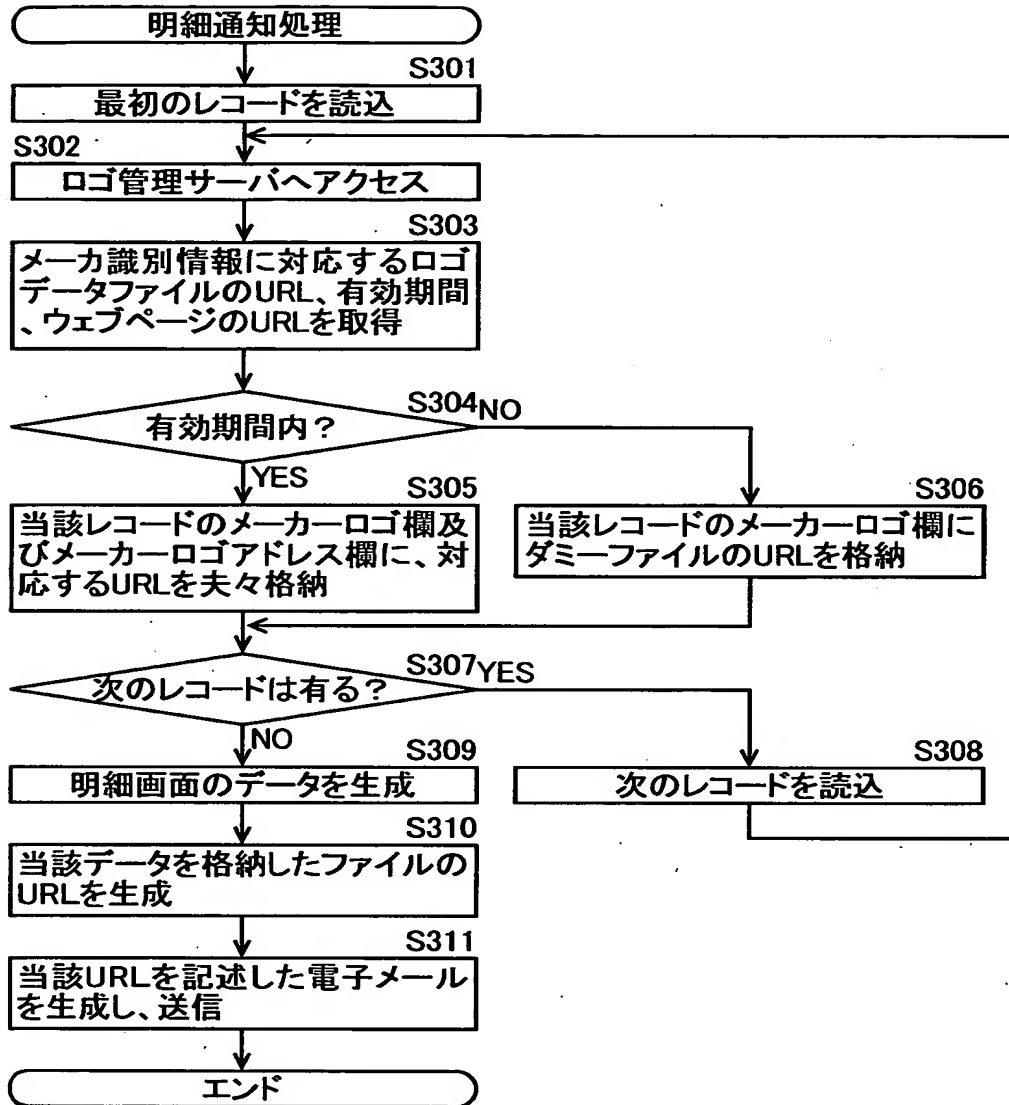 明細通知処理
S301
最初のレコードを読込
S302
ロゴ管理サーバへアクセス
S303
メーカ識別情報に対応するロゴ
データファイルのURL、有効期間
、ウェブページのURLを取得
S304
有効期間内？
NO
YES
S305
当該レコードのメーカーロゴ欄及
びメーカーロゴアドレス欄に、対
応するURLを夫々格納
S306
当該レコードのメーカーロゴ欄に
ダミーファイルのURLを格納
S307
次のレコードは有る？
YES
NO
S309
明細画面のデータを生成
S308
次のレコードを読込
S310
当該データを格納したファイルの
URLを生成
S311
当該URLを記述した電子メール
を生成し、送信
エンド